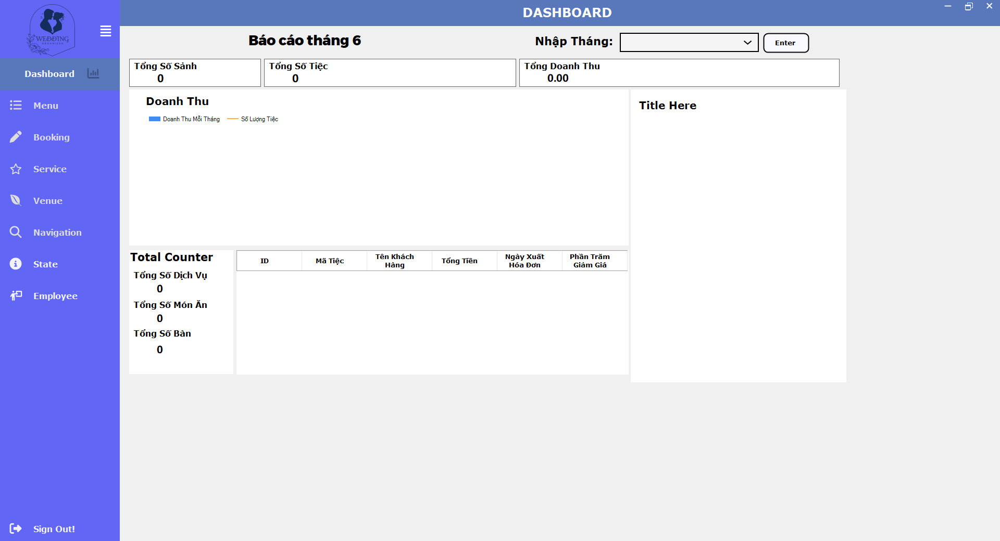 DASHBOARD
WEDDING
ORGANIZER
Báo cáo tháng 6
Nhập Tháng:
Enter
Tổng Số Sảnh
0
Tổng Số Tiệc
0
Tổng Doanh Thu
0.00
Dashboard
Menu
Booking
Service
Venue
Navigation
State
Employee
Sign Out!
Doanh Thu
Doanh Thu Mỗi Tháng
Số Lượng Tiệc
Title Here
Total Counter
Tổng Số Dịch Vụ
0
Tổng Số Món Ăn
0
Tổng Số Bàn
0
ID
Mã Tiệc
Tên Khách
Hàng
Tổng Tiền
Ngày Xuất
Hóa Đơn
Phần Trăm
Giảm Giá